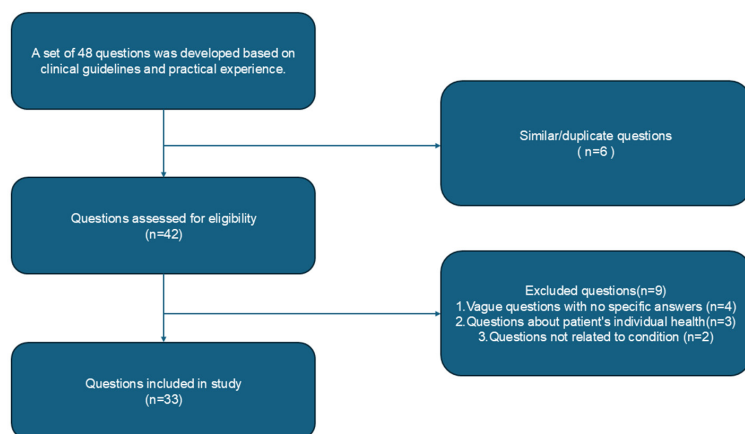 A set of 48 questions was developed based on
clinical guidelines and practical experience.
Similar/duplicate questions
( n=6 )
Questions assessed for eligibility
(n=42)
Excluded questions(n=9)
1.Vague questions with no specific answers (n=4)
2.Questions about patient's individual health(n=3)
3.Questions not related to condition (n=2)
Questions included in study
(n=33)